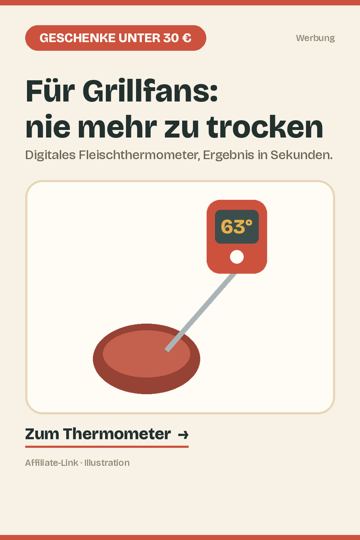 GESCHENKE UNTER 30 €
Werbung
Für Grillfans:
nie mehr zu trocken
Digitales Fleischthermometer, Ergebnis in Sekunden.
63°
Zum Thermometer →
Affiliate-Link · Illustration